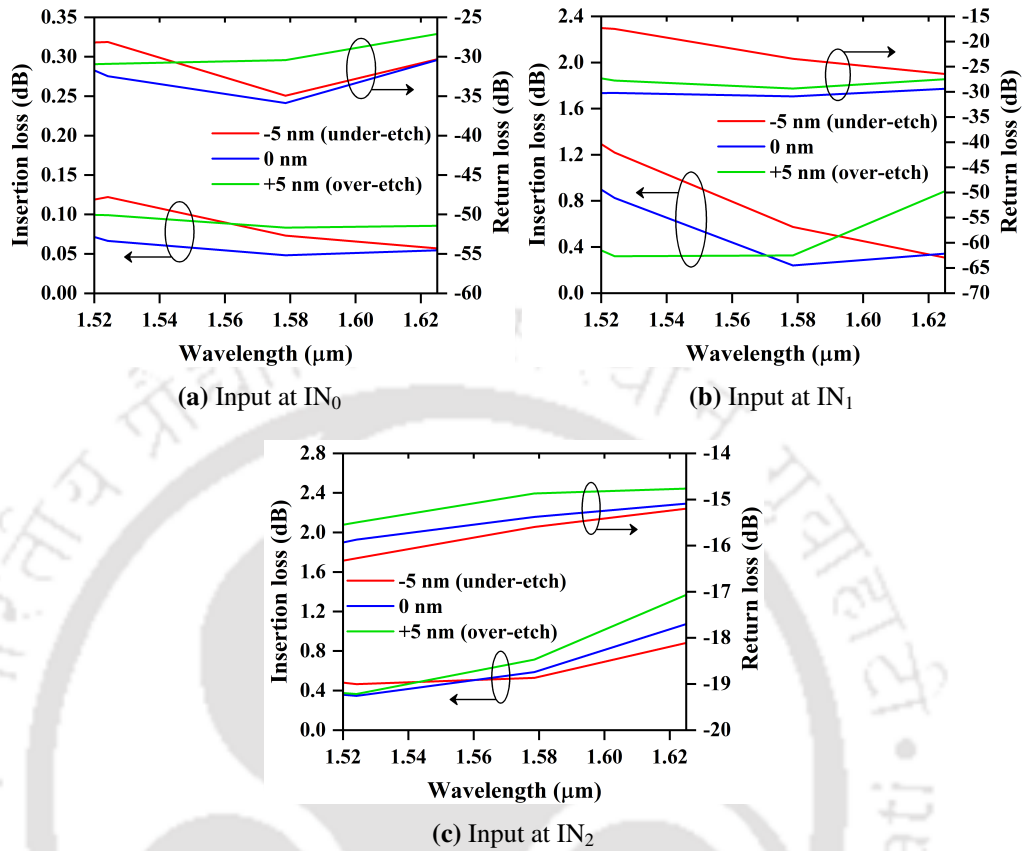 0.35
0.30
0.25
0.20
0.15
0.10
0.05
0.00
Insertion loss (dB)
-25
-30
-35
-40
-45
-50
-55
-60
Return loss (dB)
-5 nm (under-etch)
0 nm
+5 nm (over-etch)
1.52 1.54 1.56 1.58 1.60 1.62
Wavelength (μm)
(a) Input at IN₀
2.4
2.0
1.6
1.2
0.8
0.4
0.0
Insertion loss (dB)
-15
-20
-25
-30
-35
-40
-45
-50
-55
-60
-65
-70
Return loss (dB)
-5 nm (under-etch)
0 nm
+5 nm (over-etch)
1.52 1.54 1.56 1.58 1.60 1.62
Wavelength (μm)
(b) Input at IN₁
2.8
2.4
2.0
1.6
1.2
0.8
0.4
0.0
Insertion loss (dB)
-14
-15
-16
-17
-18
-19
-20
Return loss (dB)
-5 nm (under-etch)
0 nm
+5 nm (over-etch)
1.52 1.54 1.56 1.58 1.60 1.62
Wavelength (μm)
(c) Input at IN₂